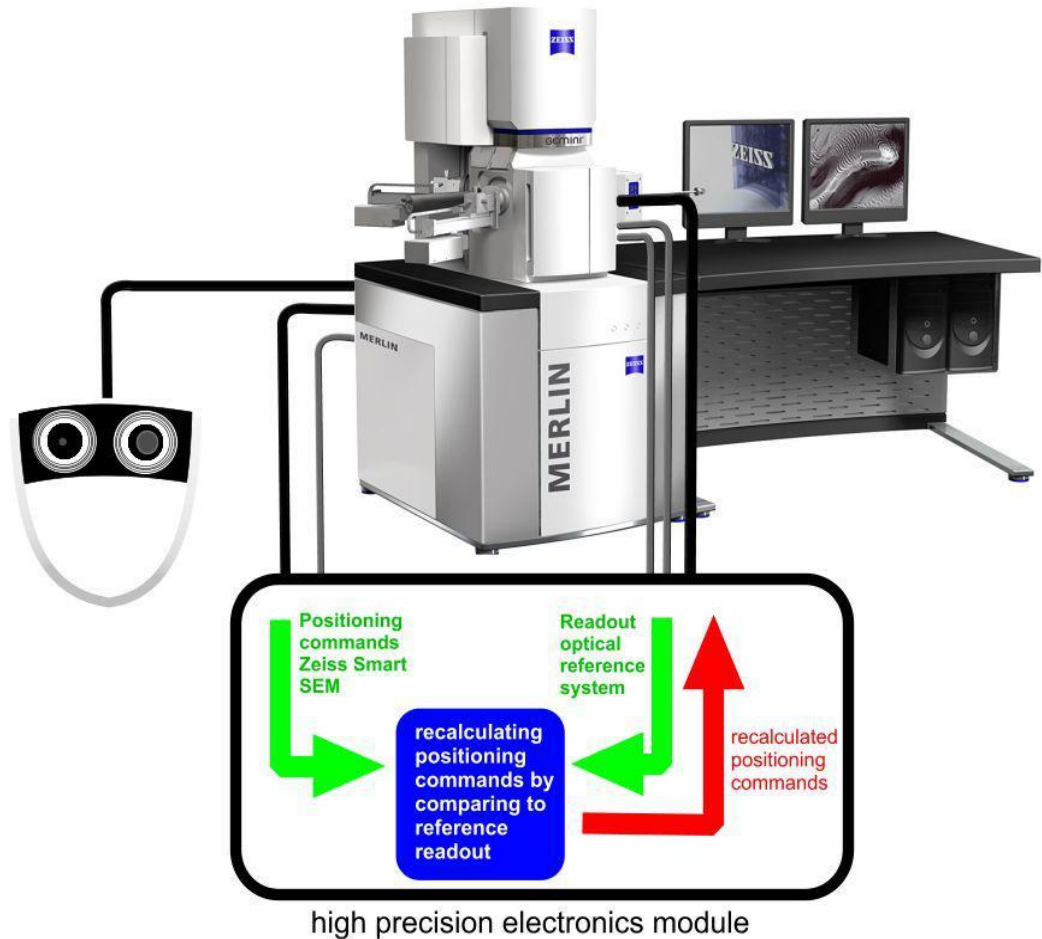 ZEISS
GEMINI
ZEISS
MERLIN
MERLIN
ZEISS
Positioning
commands
Zeiss Smart
SEM
Readout
optical
reference
system
recalculating
positioning
commands by
comparing to
reference
readout
recalculated
positioning
commands
high precision electronics module